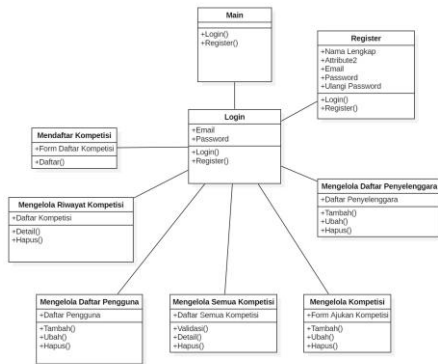 Main
+Login()
+Register()
Register
+Nama Lengkap
+Attribute2
+Email
+Password
+Ulangi Password
+Login()
+Register()
Login
+Email
+Password
+Login()
+Register()
Mendaftar Kompetisi
+Form Daftar Kompetisi
+Daftar()
Mengelola Riwayat Kompetisi
+Daftar Kompetisi
+Detail()
+Hapus()
Mengelola Daftar Penyelenggara
+Daftar Penyelenggara
+Tambah()
+Ubah()
+Hapus()
Mengelola Daftar Pengguna
+Daftar Pengguna
+Tambah()
+Ubah()
+Hapus()
Mengelola Semua Kompetisi
+Daftar Semua Kompetisi
+Validasi()
+Detail()
+Hapus()
Mengelola Kompetisi
+Form Ajukan Kompetisi
+Tambah()
+Ubah()
+Hapus()